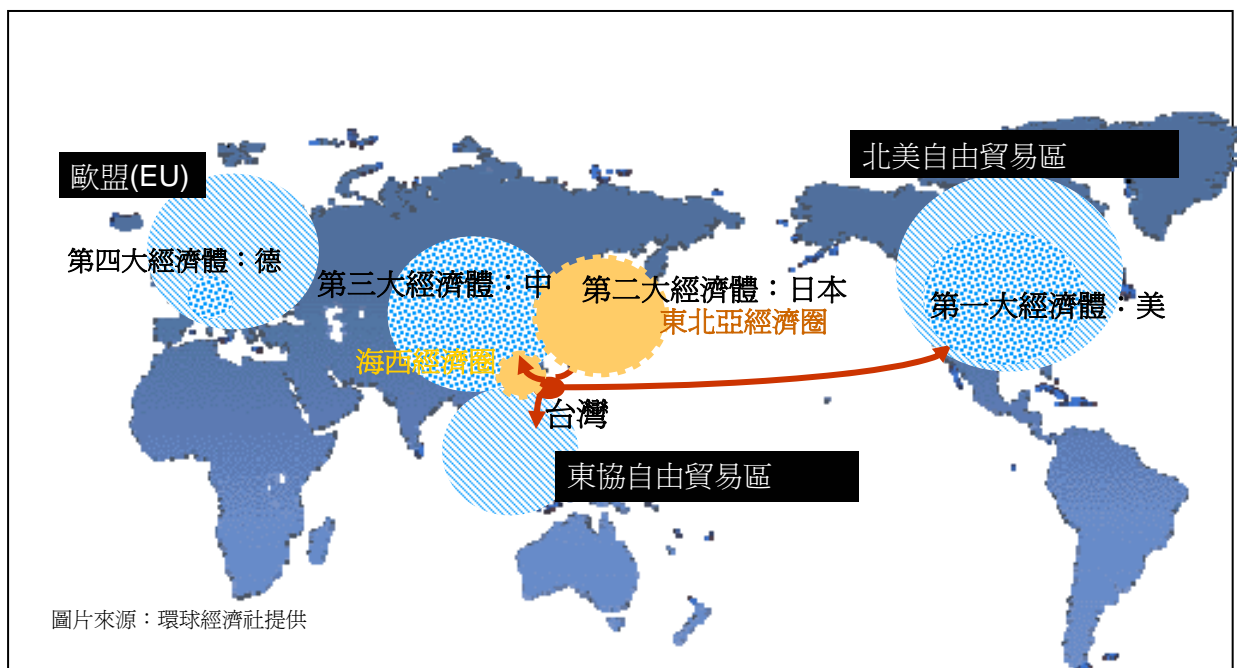 北美自由貿易區
歐盟(EU)
第四大經濟體：德
第三大經濟體：中
第二大經濟體：日本
第一大經濟體：美
東北亞經濟圈
海西經濟圈
台灣
東協自由貿易區
圖片來源：環球經濟社提供